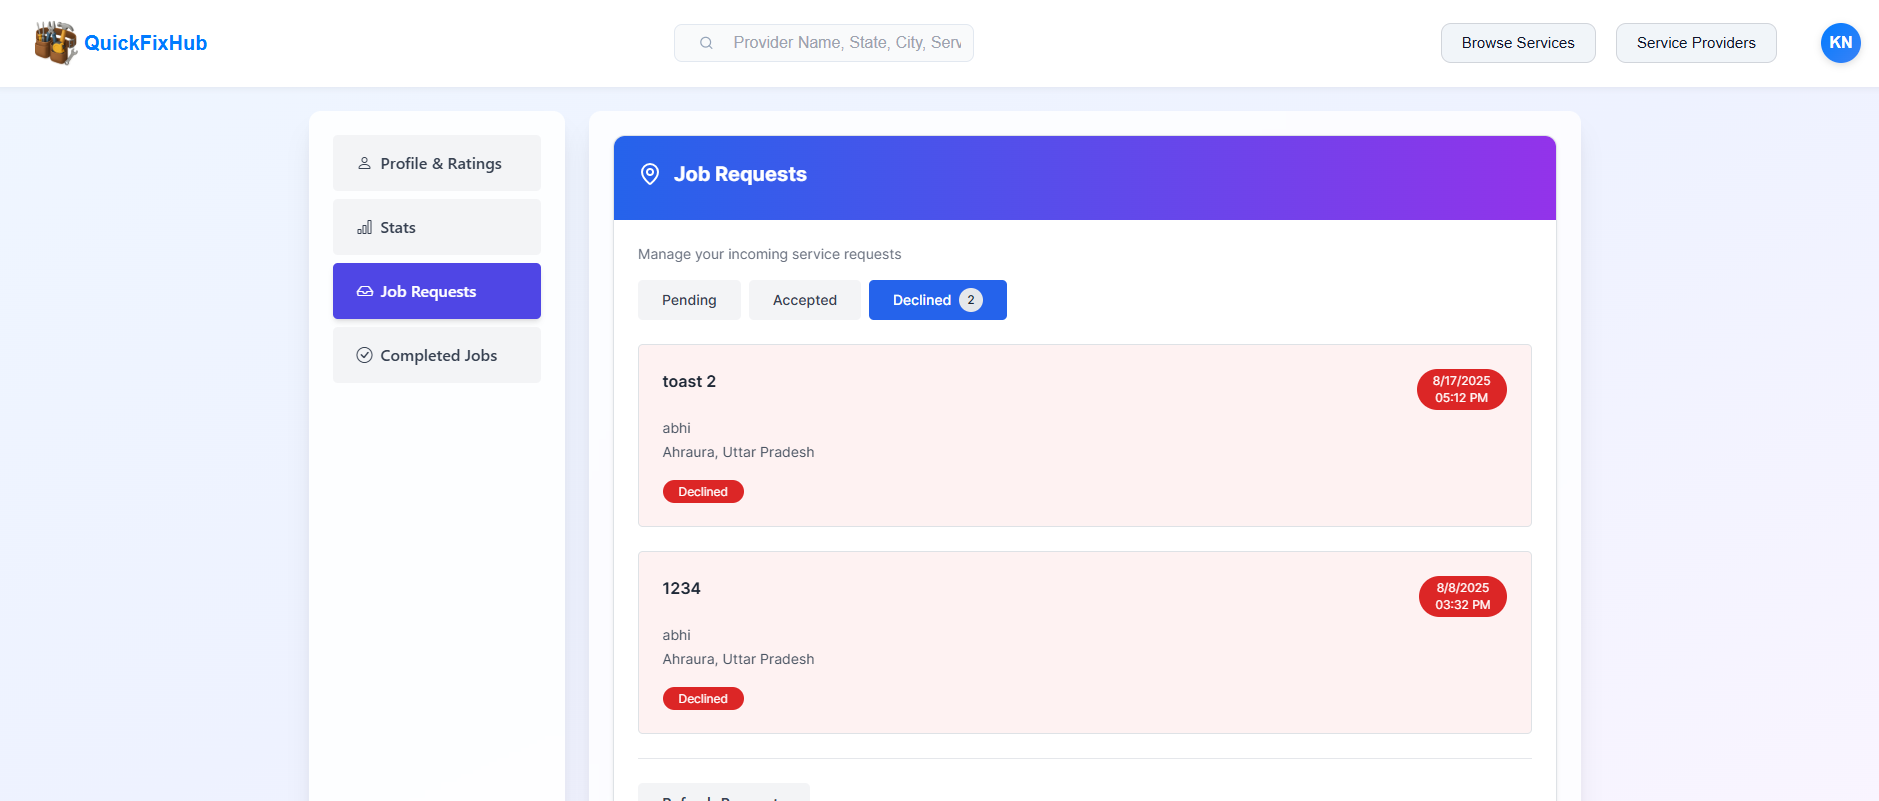 QuickFixHub
Provider Name, State, City, Serv
Browse Services
Service Providers
KN
Profile & Ratings
Stats
Job Requests
Completed Jobs
Job Requests
Manage your incoming service requests
Pending
Accepted
Declined 2
toast 2
8/17/2025
05:12 PM
abhi
Ahraura, Uttar Pradesh
Declined
1234
8/8/2025
03:32 PM
abhi
Ahraura, Uttar Pradesh
Declined